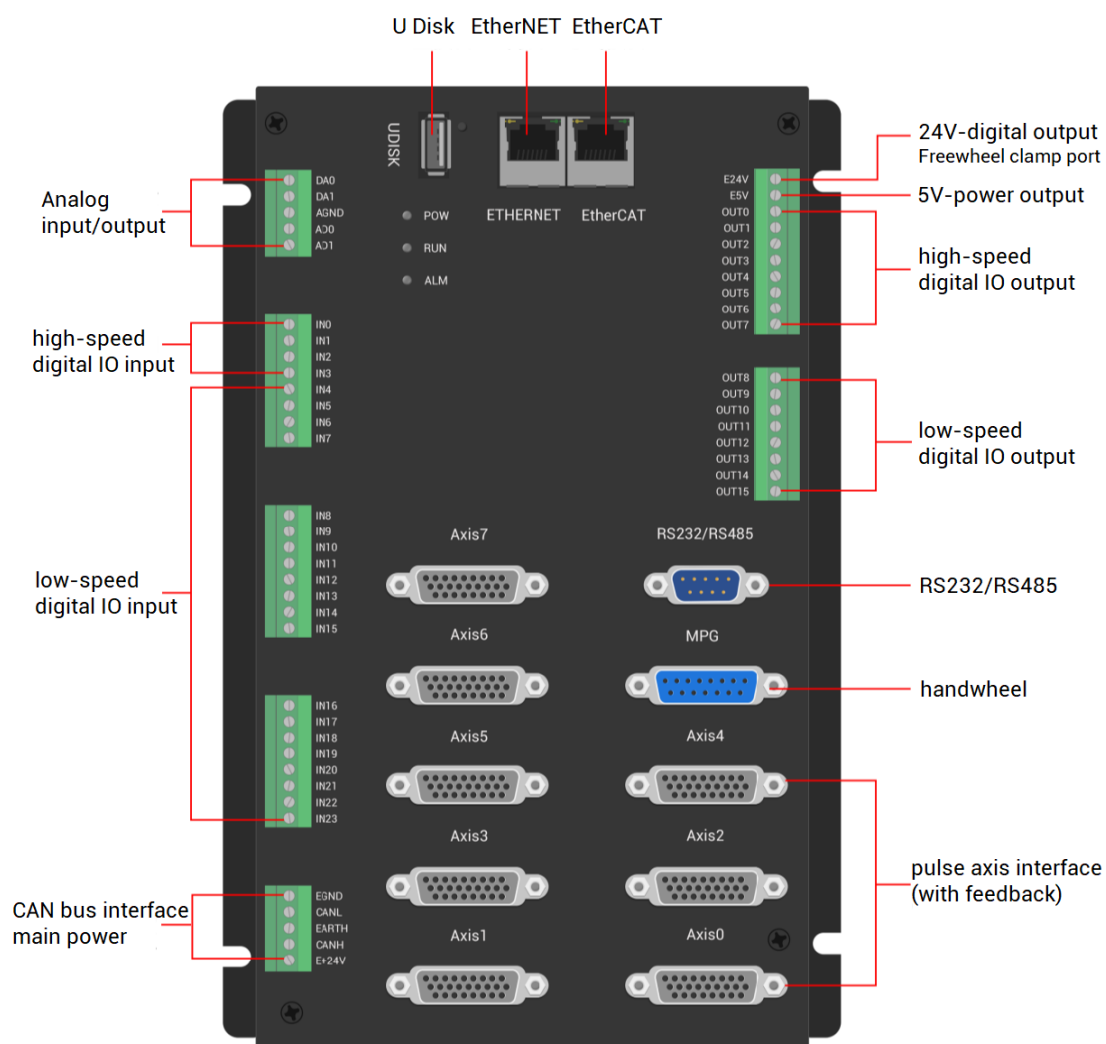 U Disk EtherNET EtherCAT
UDISK
24V-digital output
Freewheel clamp port
5V-power output
high-speed
digital IO output
low-speed
digital IO output
RS232/RS485
handwheel
pulse axis interface
(with feedback)
Analog
input/output
high-speed
digital IO input
low-speed
digital IO input
CAN bus interface
main power
DA0
DA1
AGND
AD0
AD1
POW
RUN
ALM
ETHERNET
EtherCAT
E24V
E5V
OUT0
OUT1
OUT2
OUT3
OUT4
OUT5
OUT6
OUT7
IN0
IN1
IN2
IN3
IN4
IN5
IN6
IN7
OUT8
OUT9
OUT10
OUT11
OUT12
OUT13
OUT14
OUT15
IN8
IN9
IN10
IN11
IN12
IN13
IN14
IN15
Axis7
RS232/RS485
Axis6
MPG
IN16
IN17
IN18
IN19
IN20
IN21
IN22
IN23
Axis5
Axis4
Axis3
Axis2
EGND
CANL
EARTH
CANH
E+24V
Axis1
Axis0